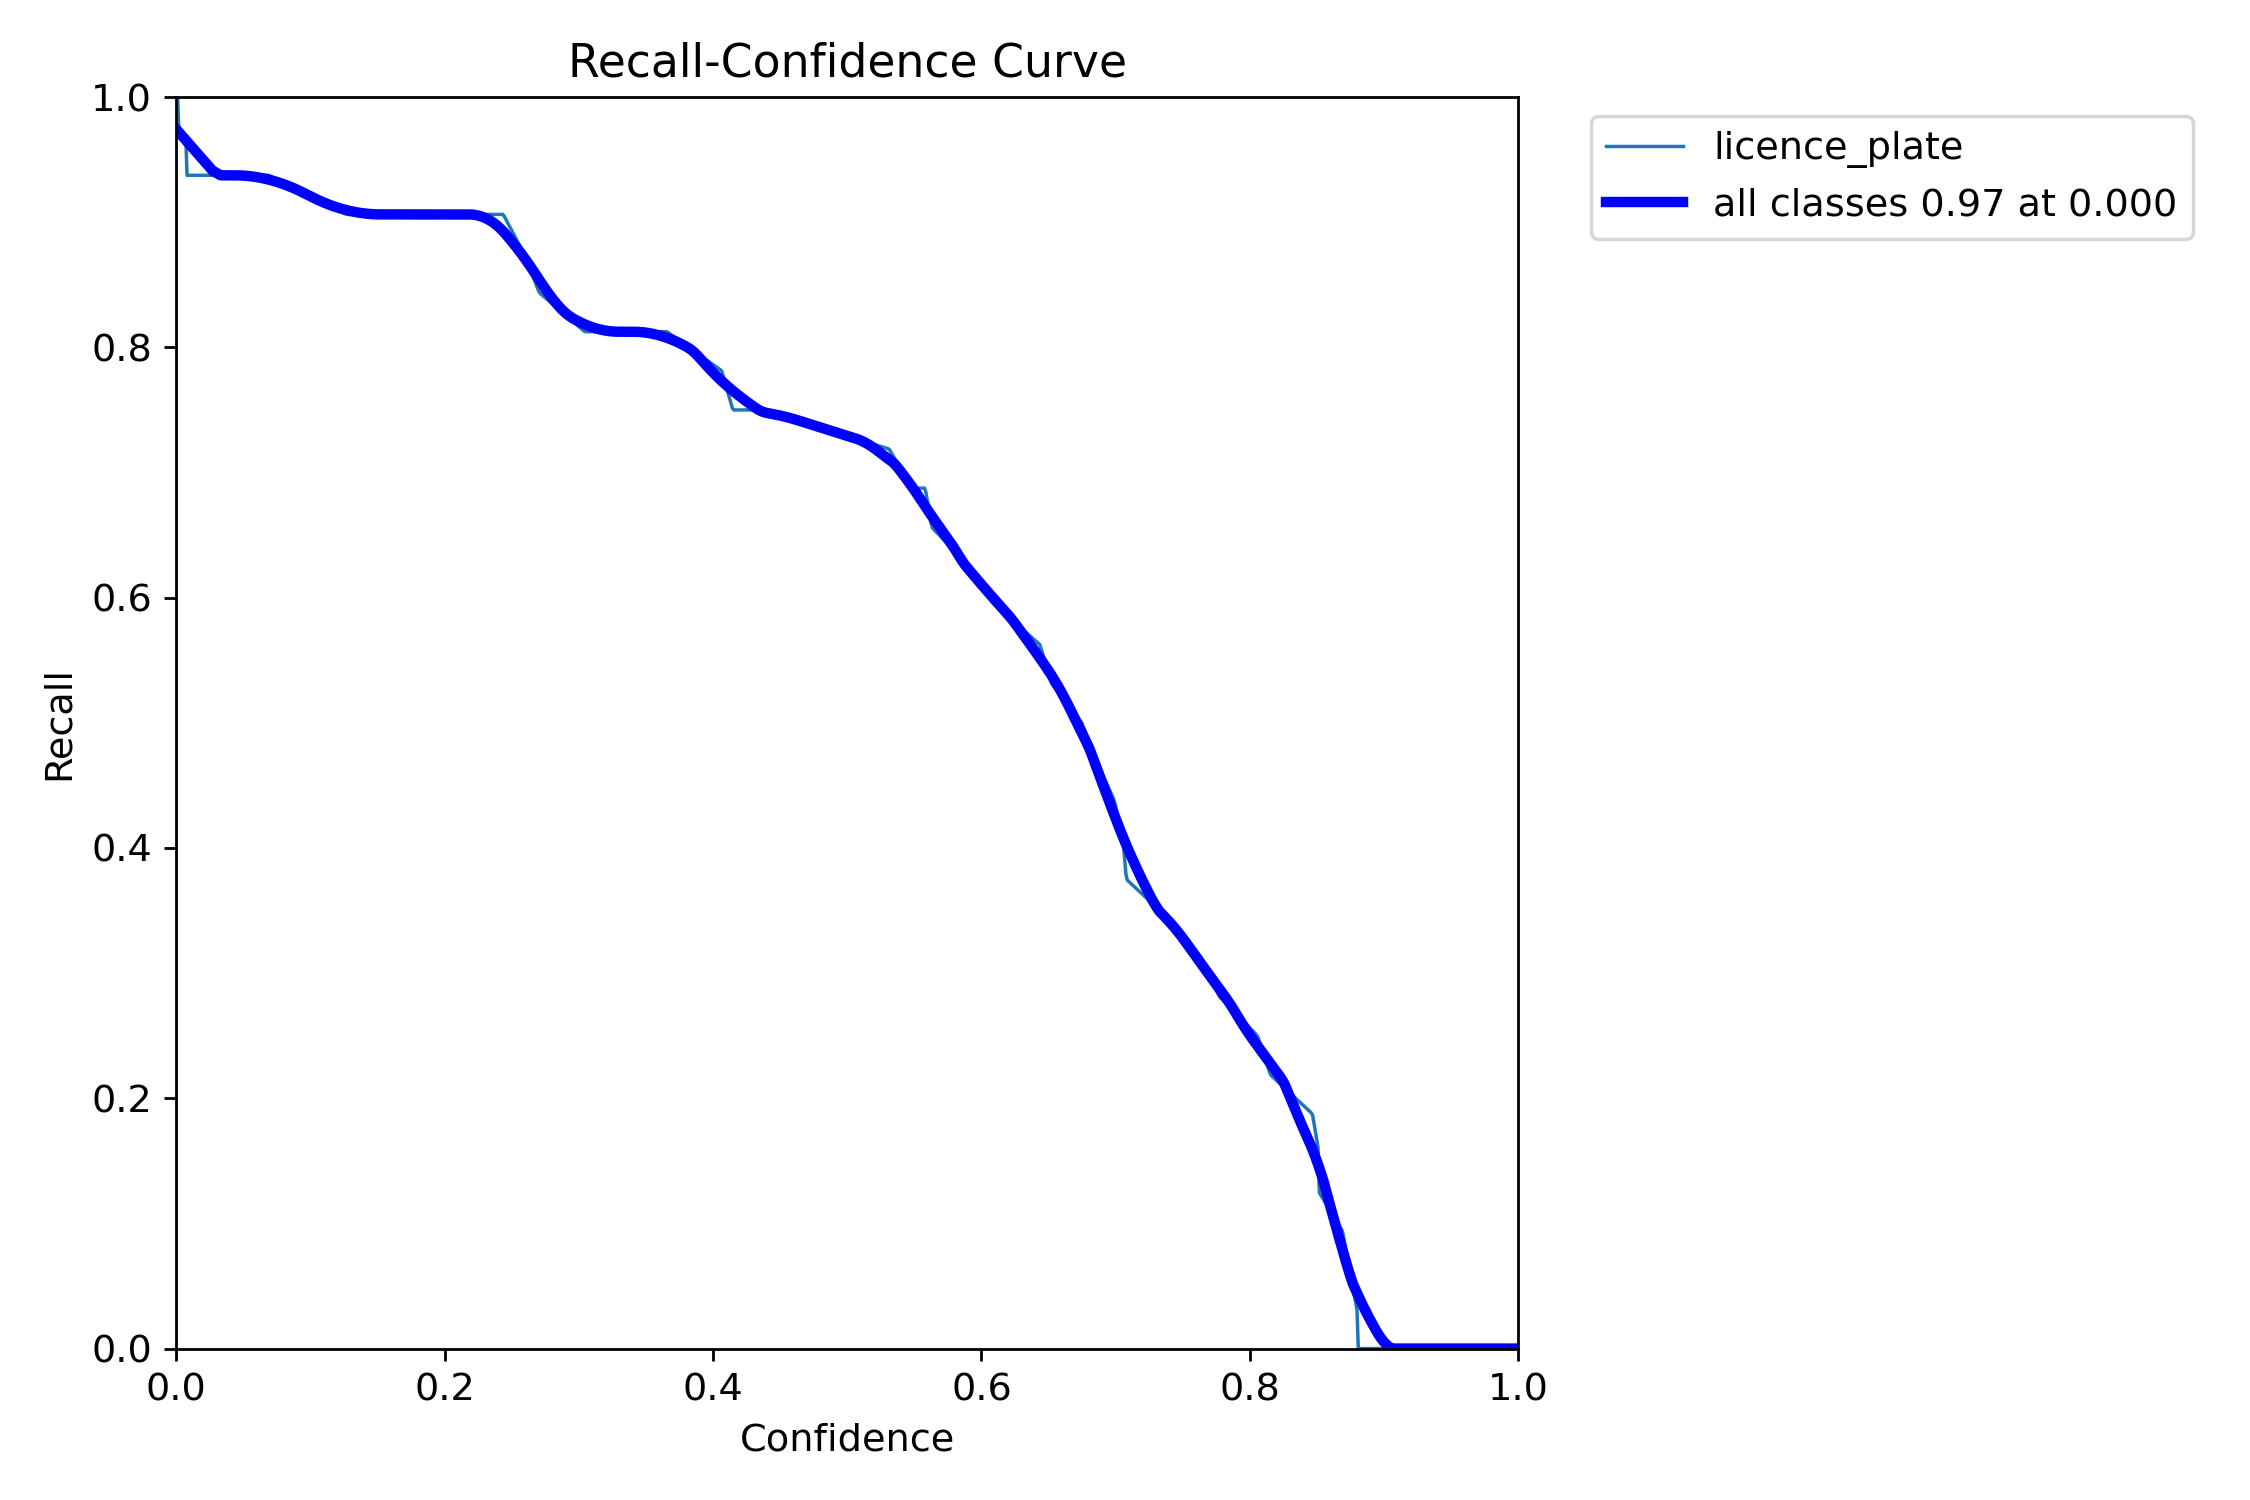 Recall-Confidence Curve
1.0
0.8
0.6
0.4
0.2
0.0
Recall
0.0 0.2 0.4 0.6 0.8 1.0
Confidence
licence_plate
all classes 0.97 at 0.000